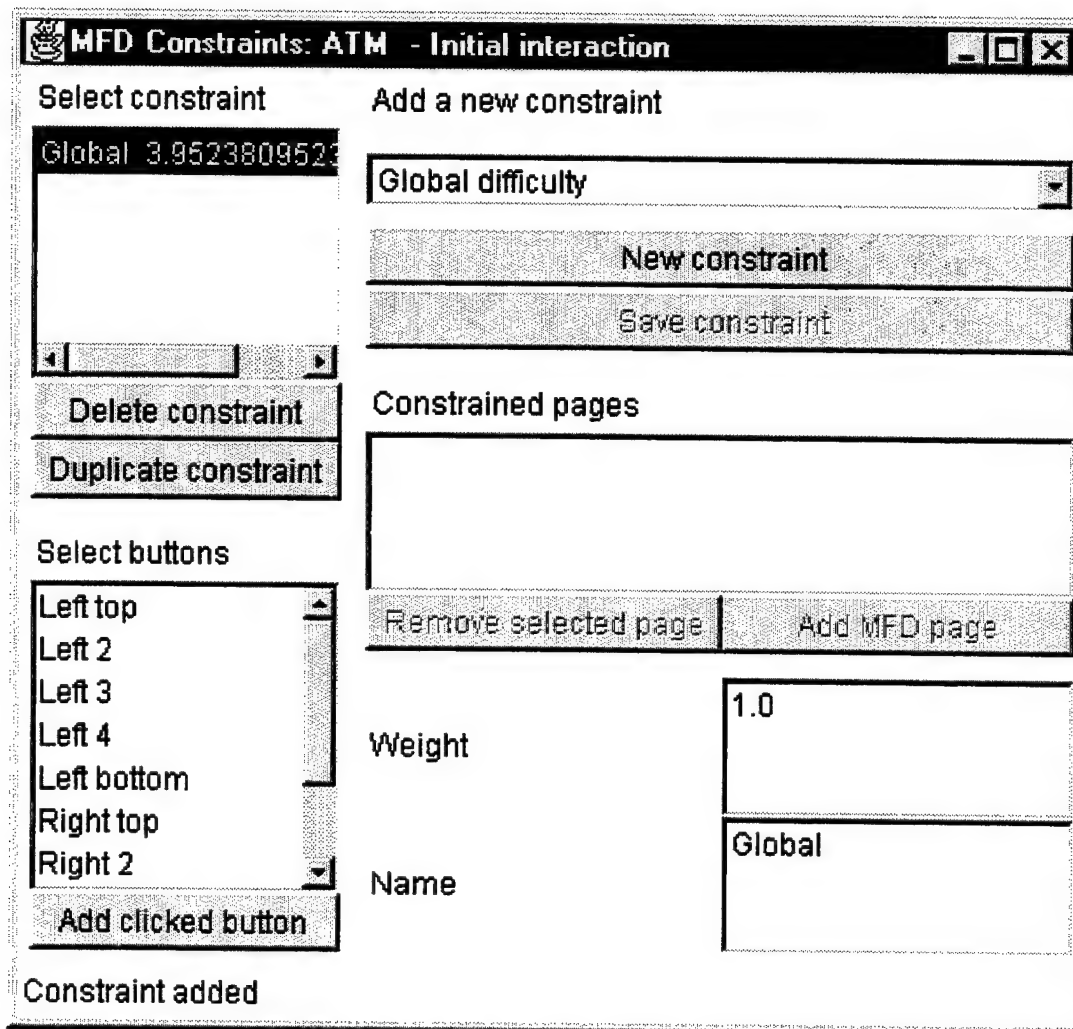 MFD Constraints: ATM - Initial interaction
Select constraint
Global 3.9523809523
Delete constraint
Duplicate constraint
Select buttons
Left top
Left 2
Left 3
Left 4
Left bottom
Right top
Right 2
Add clicked button
Add a new constraint
Global difficulty
New constraint
Save constraint
Constrained pages
Remove selected page
Add MFD page
Weight
1.0
Name
Global
Constraint added